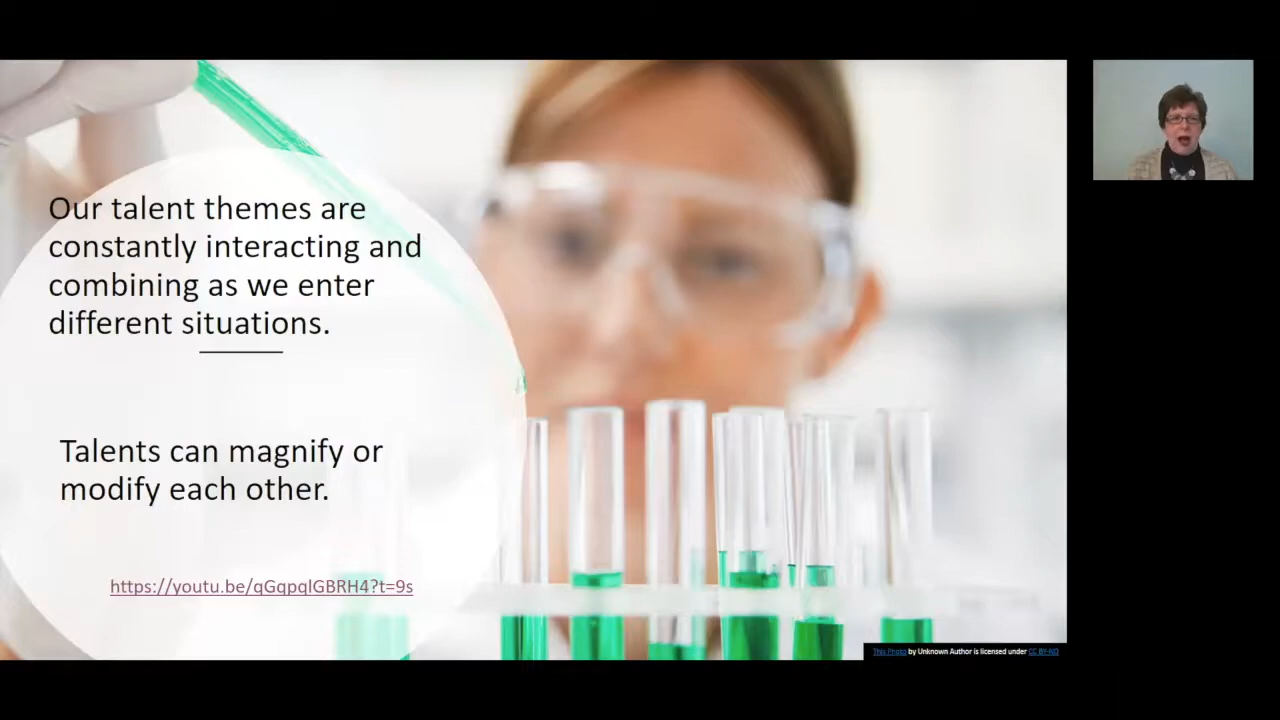 Our talent themes are
constantly interacting and
combining as we enter
different situations.
Talents can magnify or
modify each other.
https://youtu.be/qGqpqlGBRH4?t=9s
This Photo by Unknown Author is licensed under CC BY-ND